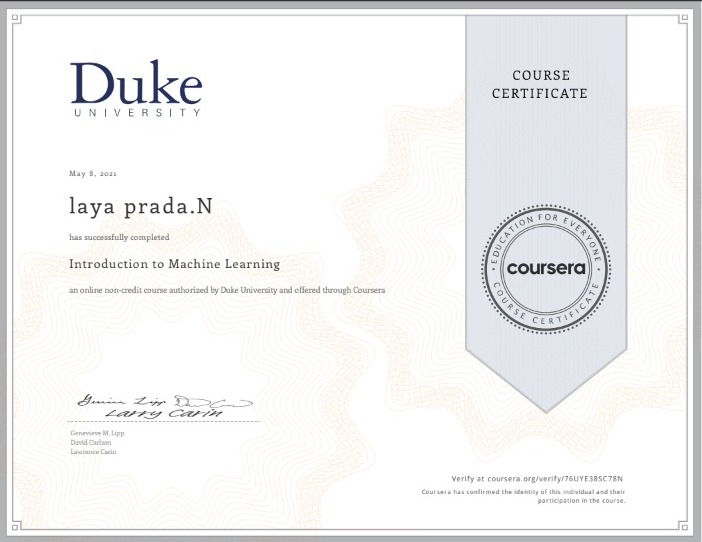 Duke
UNIVERSITY
COURSE
CERTIFICATE
May 8, 2021
laya prada.N
has successfully completed
Introduction to Machine Learning
an online non-credit course authorized by Duke University and offered through Coursera
EDUCATION FOR EVERYONE
coursera
COURSE CERTIFICATE
Larry Carin
Genevieve M. Lipp
David Carlson
Lawrence Carin
Verify at coursera.org/verify/76UYE38SC78N
Coursera has confirmed the identity of this individual and their
participation in the course.